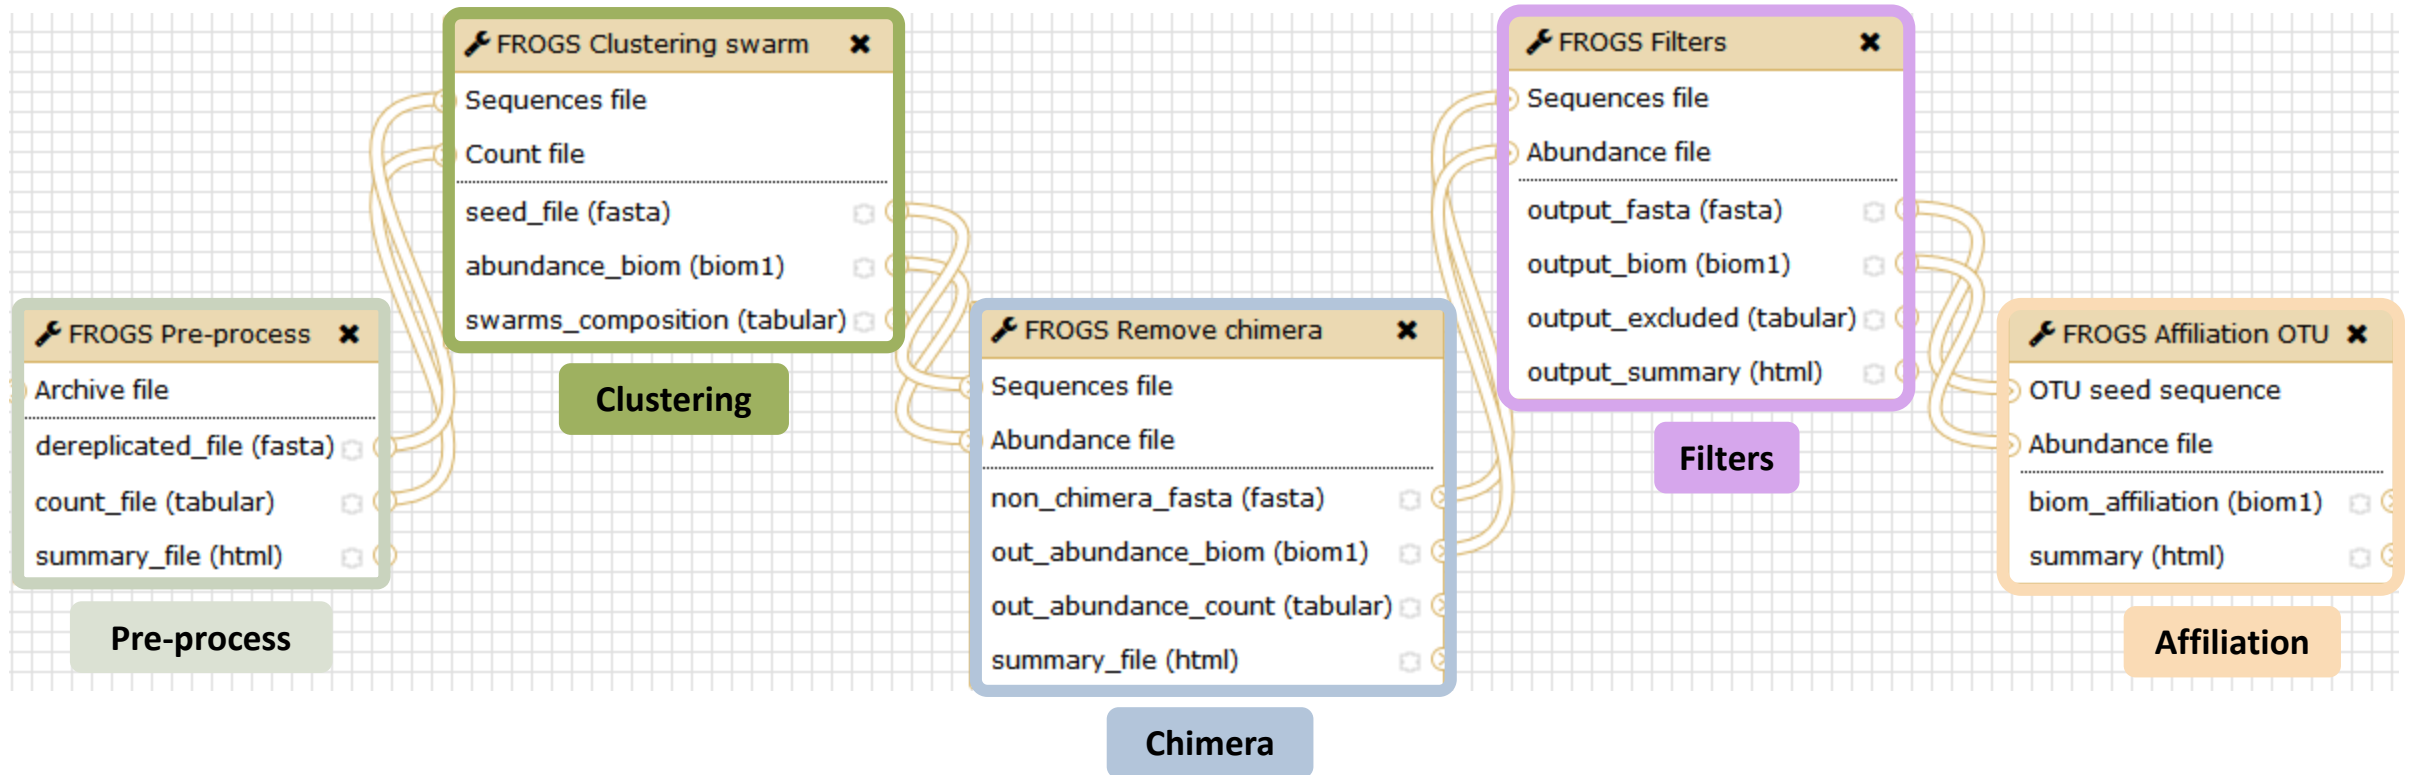 FROGS Pre-process
Archive file
dereplicated_file (fasta)
count_file (tabular)
summary_file (html)
Pre-process
FROGS Clustering swarm
Sequences file
Count file
seed_file (fasta)
abundance_biom (biom1)
swarms_composition (tabular)
Clustering
FROGS Remove chimera
Sequences file
Abundance file
non_chimera_fasta (fasta)
out_abundance_biom (biom1)
out_abundance_count (tabular)
summary_file (html)
Chimera
FROGS Filters
Sequences file
Abundance file
output_fasta (fasta)
output_biom (biom1)
output_excluded (tabular)
output_summary (html)
Filters
FROGS Affiliation OTU
OTU seed sequence
Abundance file
biom_affiliation (biom1)
summary (html)
Affiliation